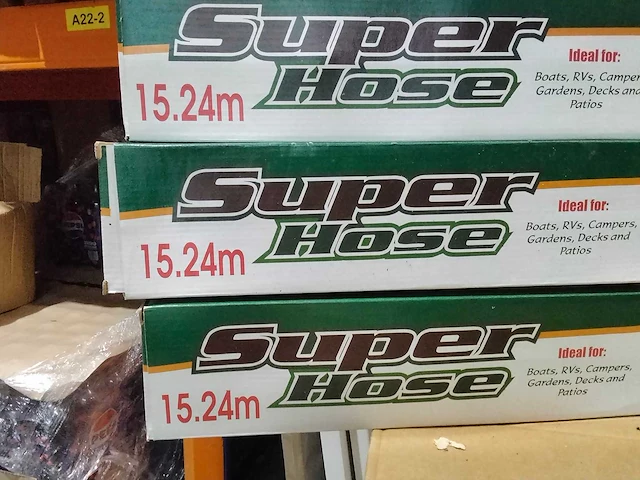 A22-2
Super
Hose
15.24m
Ideal for:
Boats, RVs, Camper
Gardens, Decks and
Patios
Super
Hose
15.24m
Ideal for:
Boats, RVs, Campers,
Gardens, Decks and
Patios
Super
Hose
15.24m
Ideal for:
Boats, RVs, Campers,
Gardens, Decks and
Patios